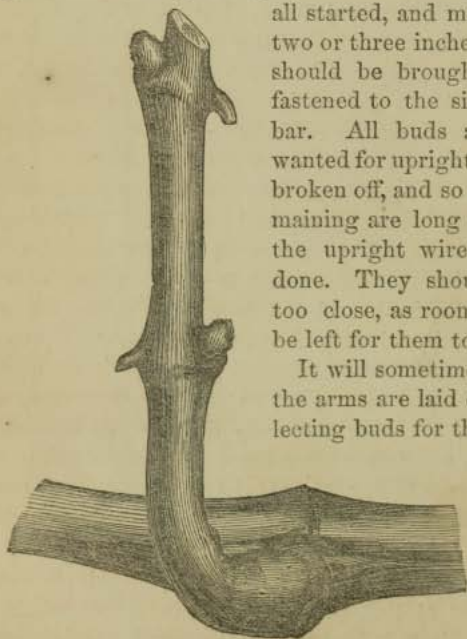 all started, and m
two or three inche
should be brough
fastened to the si
bar. All buds a
wanted for upright
broken off, and so
maining are long
the upright wire
done. They shou
too close, as room
be left for them to
It will sometim
the arms are laid
lecting buds for th